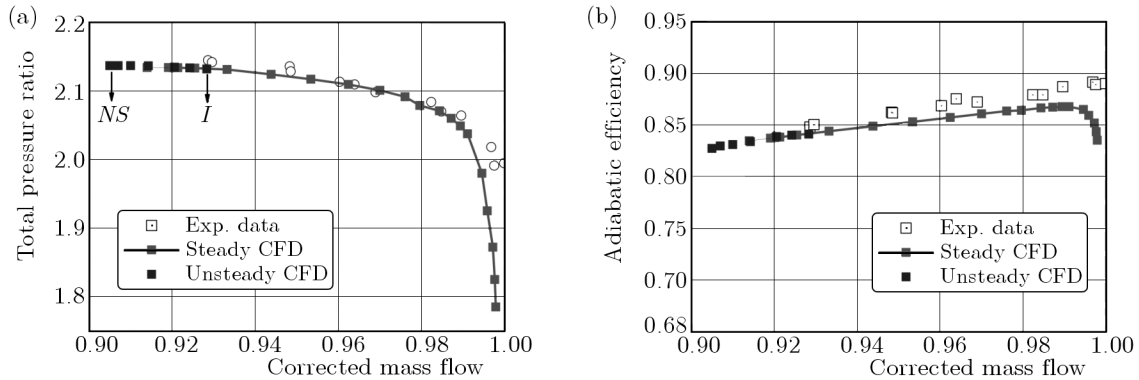 (a)
Total pressure ratio
2.2
2.1
2.0
1.9
1.8
NS
I
Exp. data
Steady CFD
Unsteady CFD
0.90 0.92 0.94 0.96 0.98 1.00
Corrected mass flow
(b)
Adiabatic efficiency
0.95
0.90
0.85
0.80
0.75
0.70
0.68
Exp. data
Steady CFD
Unsteady CFD
0.90 0.92 0.94 0.96 0.98 1.00
Corrected mass flow